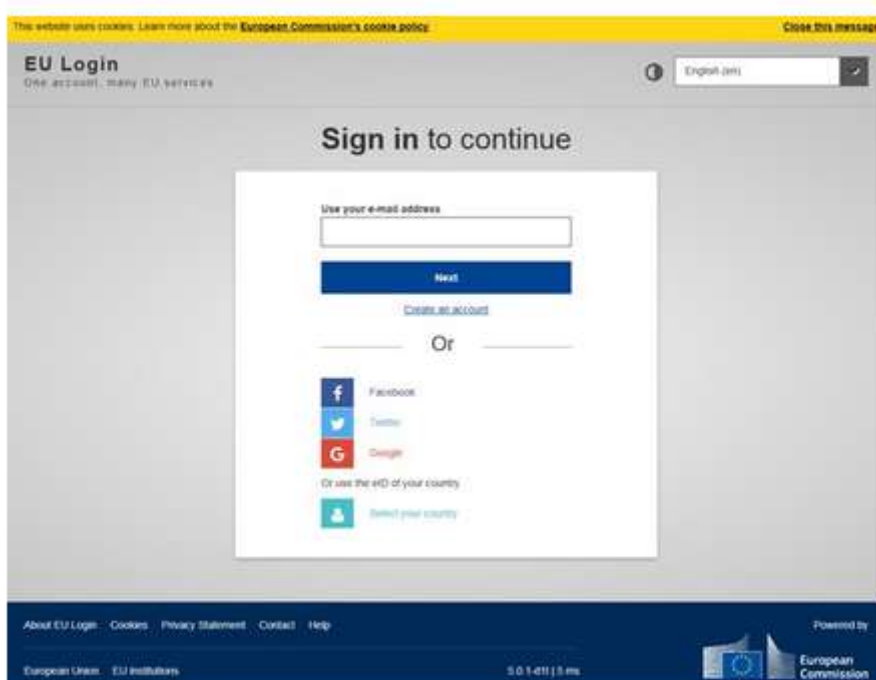 This website uses cookies. Learn more about the European Commission's cookie policy. Close this message
EU Login
One account, many EU services
English (en)
Sign in to continue
Use your e-mail address
Next
Create an account
Or
Facebook
Twitter
Google
Or use the eID of your country
Select your country
About EU Login Cookies Privacy Statement Contact Help
Powered by
European Union EU institutions
European
Commission